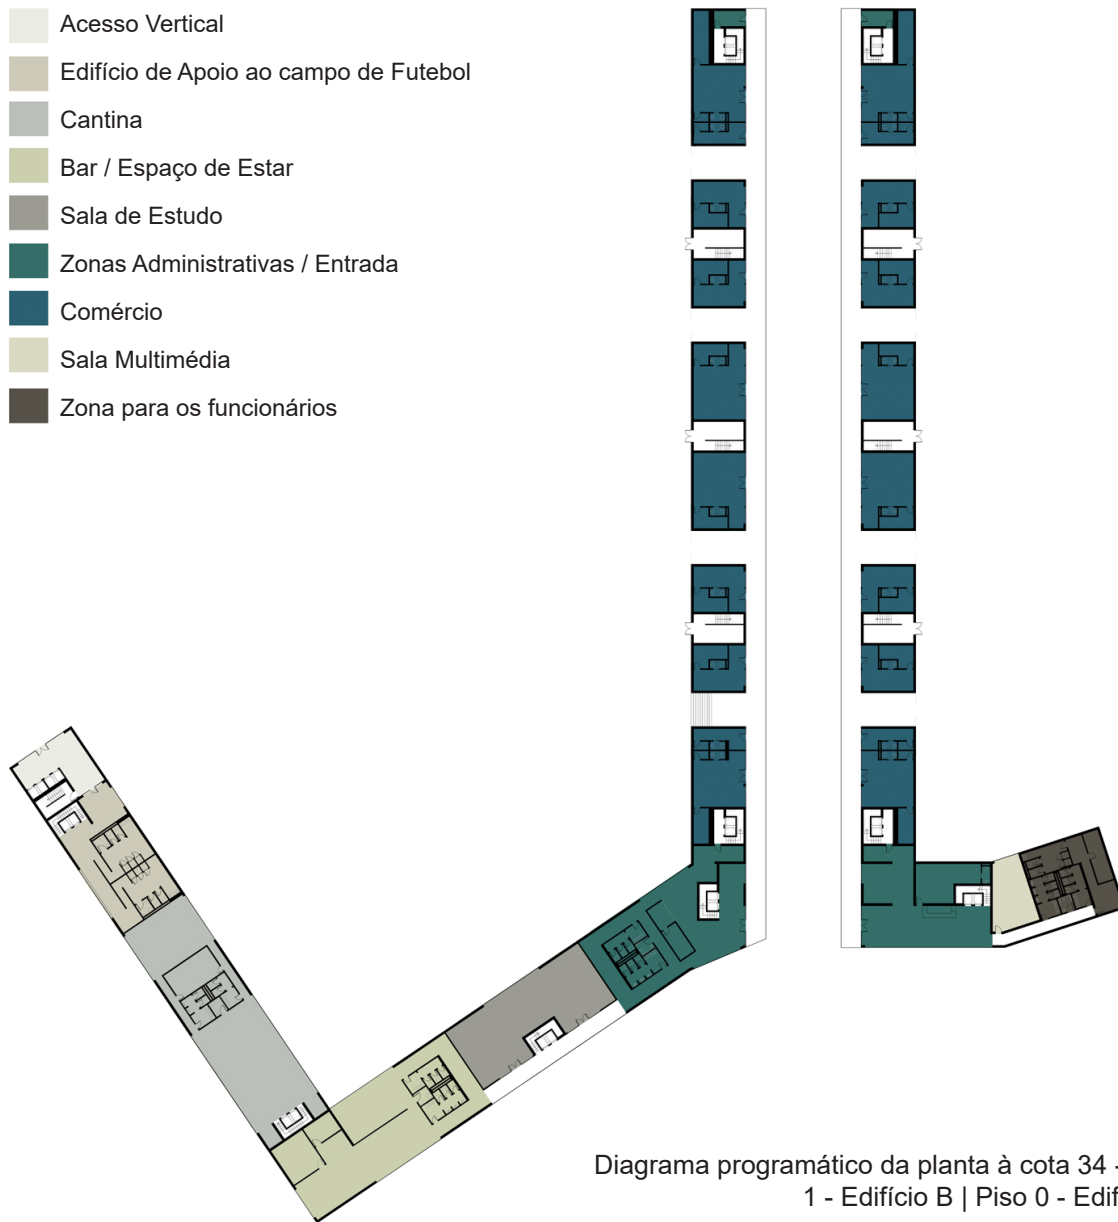 Acesso Vertical
Edifício de Apoio ao campo de Futebol
Cantina
Bar / Espaço de Estar
Sala de Estudo
Zonas Administrativas / Entrada
Comércio
Sala Multimédia
Zona para os funcionários
Diagrama programático da planta à cota 34 -
1 - Edifício B | Piso 0 - Edif